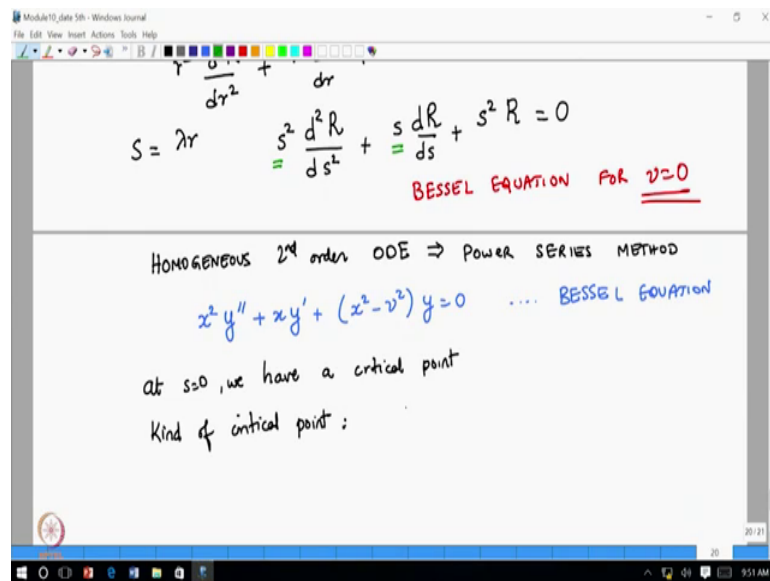 Module10_date 5th - Windows Journal
File Edit View Insert Actions Tools Help
dr² + dr
S = λr s² d²R/ds² + s dR/ds + s² R = 0
BESSEL EQUATION FOR ν=0
HOMOGENEOUS 2nd order ODE ⇒ POWER SERIES METHOD
x² y'' + x y' + (x² - ν²) y = 0 .... BESSEL EQUATION
at s=0, we have a critical point
Kind of critical point :
20/21
20
9:51 AM